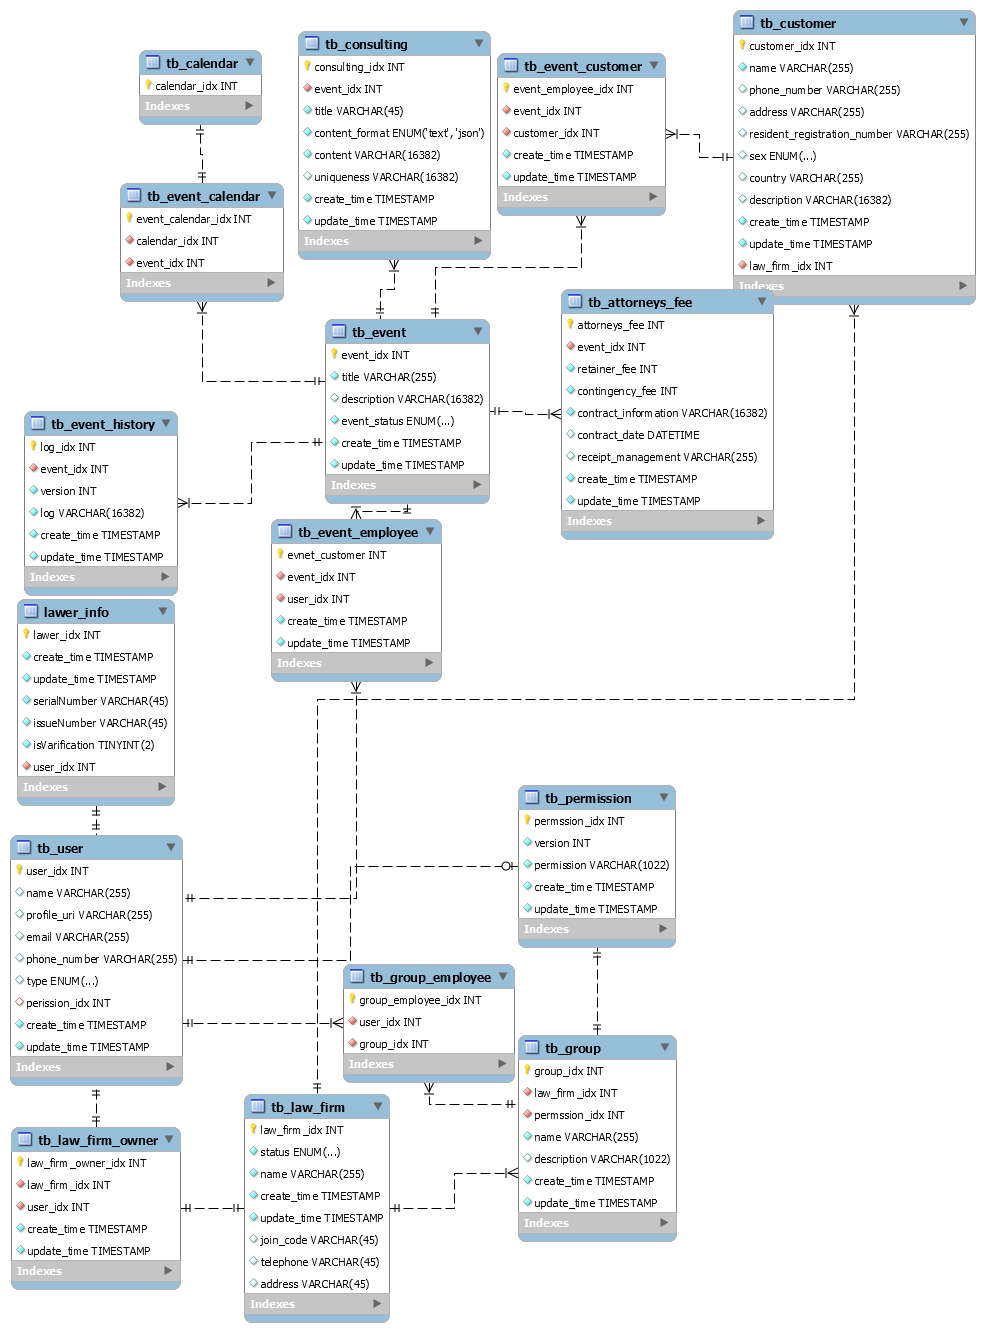 tb_calendar
calendar_idx INT
Indexes
tb_consulting
consulting_idx INT
event_idx INT
title VARCHAR(45)
content_format ENUM('text','json')
content VARCHAR(16382)
uniqueness VARCHAR(16382)
create_time TIMESTAMP
update_time TIMESTAMP
Indexes
tb_event_customer
event_employee_idx INT
event_idx INT
customer_idx INT
create_time TIMESTAMP
update_time TIMESTAMP
Indexes
tb_customer
customer_idx INT
name VARCHAR(255)
phone_number VARCHAR(255)
address VARCHAR(255)
resident_registration_number VARCHAR(255)
sex ENUM(...)
country VARCHAR(255)
description VARCHAR(16382)
create_time TIMESTAMP
update_time TIMESTAMP
law_firm_idx INT
Indexes
tb_event_calendar
event_calendar_idx INT
calendar_idx INT
event_idx INT
Indexes
tb_event
event_idx INT
title VARCHAR(255)
description VARCHAR(16382)
event_status ENUM(...)
create_time TIMESTAMP
update_time TIMESTAMP
Indexes
tb_attorneys_fee
attorneys_fee INT
event_idx INT
retainer_fee INT
contingency_fee INT
contract_information VARCHAR(16382)
contract_date DATETIME
receipt_management VARCHAR(255)
create_time TIMESTAMP
update_time TIMESTAMP
Indexes
tb_event_history
log_idx INT
event_idx INT
version INT
log VARCHAR(16382)
create_time TIMESTAMP
update_time TIMESTAMP
Indexes
tb_event_employee
evnet_customer INT
event_idx INT
user_idx INT
create_time TIMESTAMP
update_time TIMESTAMP
Indexes
lawer_info
lawer_idx INT
create_time TIMESTAMP
update_time TIMESTAMP
serialNumber VARCHAR(45)
issueNumber VARCHAR(45)
isVarification TINYINT(2)
user_idx INT
Indexes
tb_permission
permssion_idx INT
version INT
permission VARCHAR(1022)
create_time TIMESTAMP
update_time TIMESTAMP
Indexes
tb_user
user_idx INT
name VARCHAR(255)
profile_uri VARCHAR(255)
email VARCHAR(255)
phone_number VARCHAR(255)
type ENUM(...)
perission_idx INT
create_time TIMESTAMP
update_time TIMESTAMP
Indexes
tb_group_employee
group_employee_idx INT
user_idx INT
group_idx INT
Indexes
tb_group
group_idx INT
law_firm_idx INT
permssion_idx INT
name VARCHAR(255)
description VARCHAR(1022)
create_time TIMESTAMP
update_time TIMESTAMP
Indexes
tb_law_firm_owner
law_firm_owner_idx INT
law_firm_idx INT
user_idx INT
create_time TIMESTAMP
update_time TIMESTAMP
Indexes
tb_law_firm
law_firm_idx INT
status ENUM(...)
name VARCHAR(255)
create_time TIMESTAMP
update_time TIMESTAMP
join_code VARCHAR(45)
telephone VARCHAR(45)
address VARCHAR(45)
Indexes